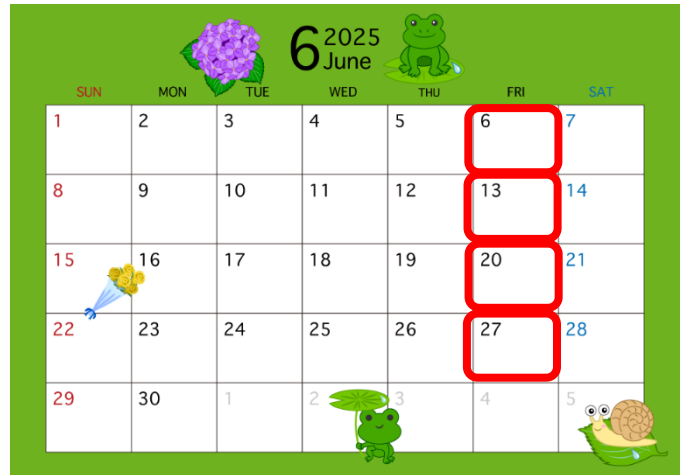 6 2025
June
SUN MON TUE WED THU FRI SAT
1 2 3 4 5 6 7
8 9 10 11 12 13 14
15 16 17 18 19 20 21
22 23 24 25 26 27 28
29 30 1 2 3 4 5